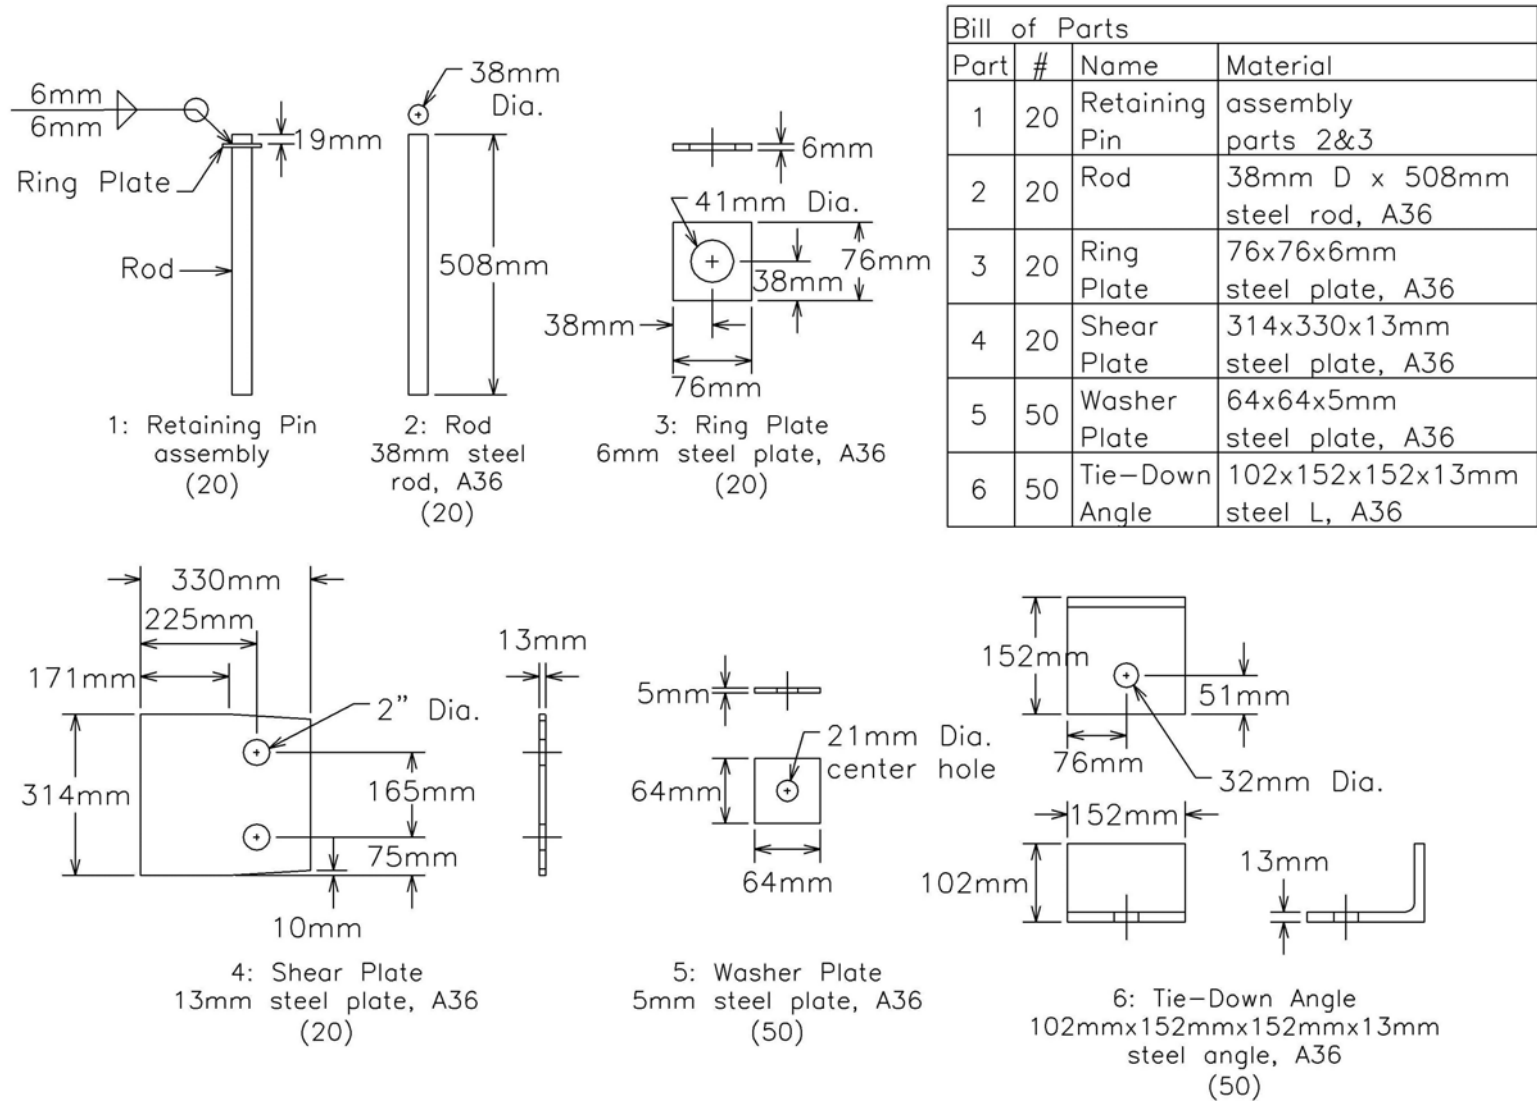 6mm
6mm
19mm
Ring Plate
Rod
1: Retaining Pin
assembly
(20)
38mm
Dia.
508mm
2: Rod
38mm steel
rod, A36
(20)
6mm
41mm Dia.
76mm
38mm
38mm
76mm
3: Ring Plate
6mm steel plate, A36
(20)
Bill of Parts
Part # Name Material
1 20 Retaining Pin assembly parts 2&3
2 20 Rod 38mm D x 508mm steel rod, A36
3 20 Ring Plate 76x76x6mm steel plate, A36
4 20 Shear Plate 314x330x13mm steel plate, A36
5 50 Washer Plate 64x64x5mm steel plate, A36
6 50 Tie-Down Angle 102x152x152x13mm steel L, A36
330mm
225mm
171mm
2" Dia.
314mm
165mm
75mm
10mm
13mm
4: Shear Plate
13mm steel plate, A36
(20)
5mm
21mm Dia.
center hole
64mm
64mm
5: Washer Plate
5mm steel plate, A36
(50)
152mm
51mm
76mm
32mm Dia.
152mm
102mm
13mm
6: Tie-Down Angle
102mmx152mmx152mmx13mm
steel angle, A36
(50)